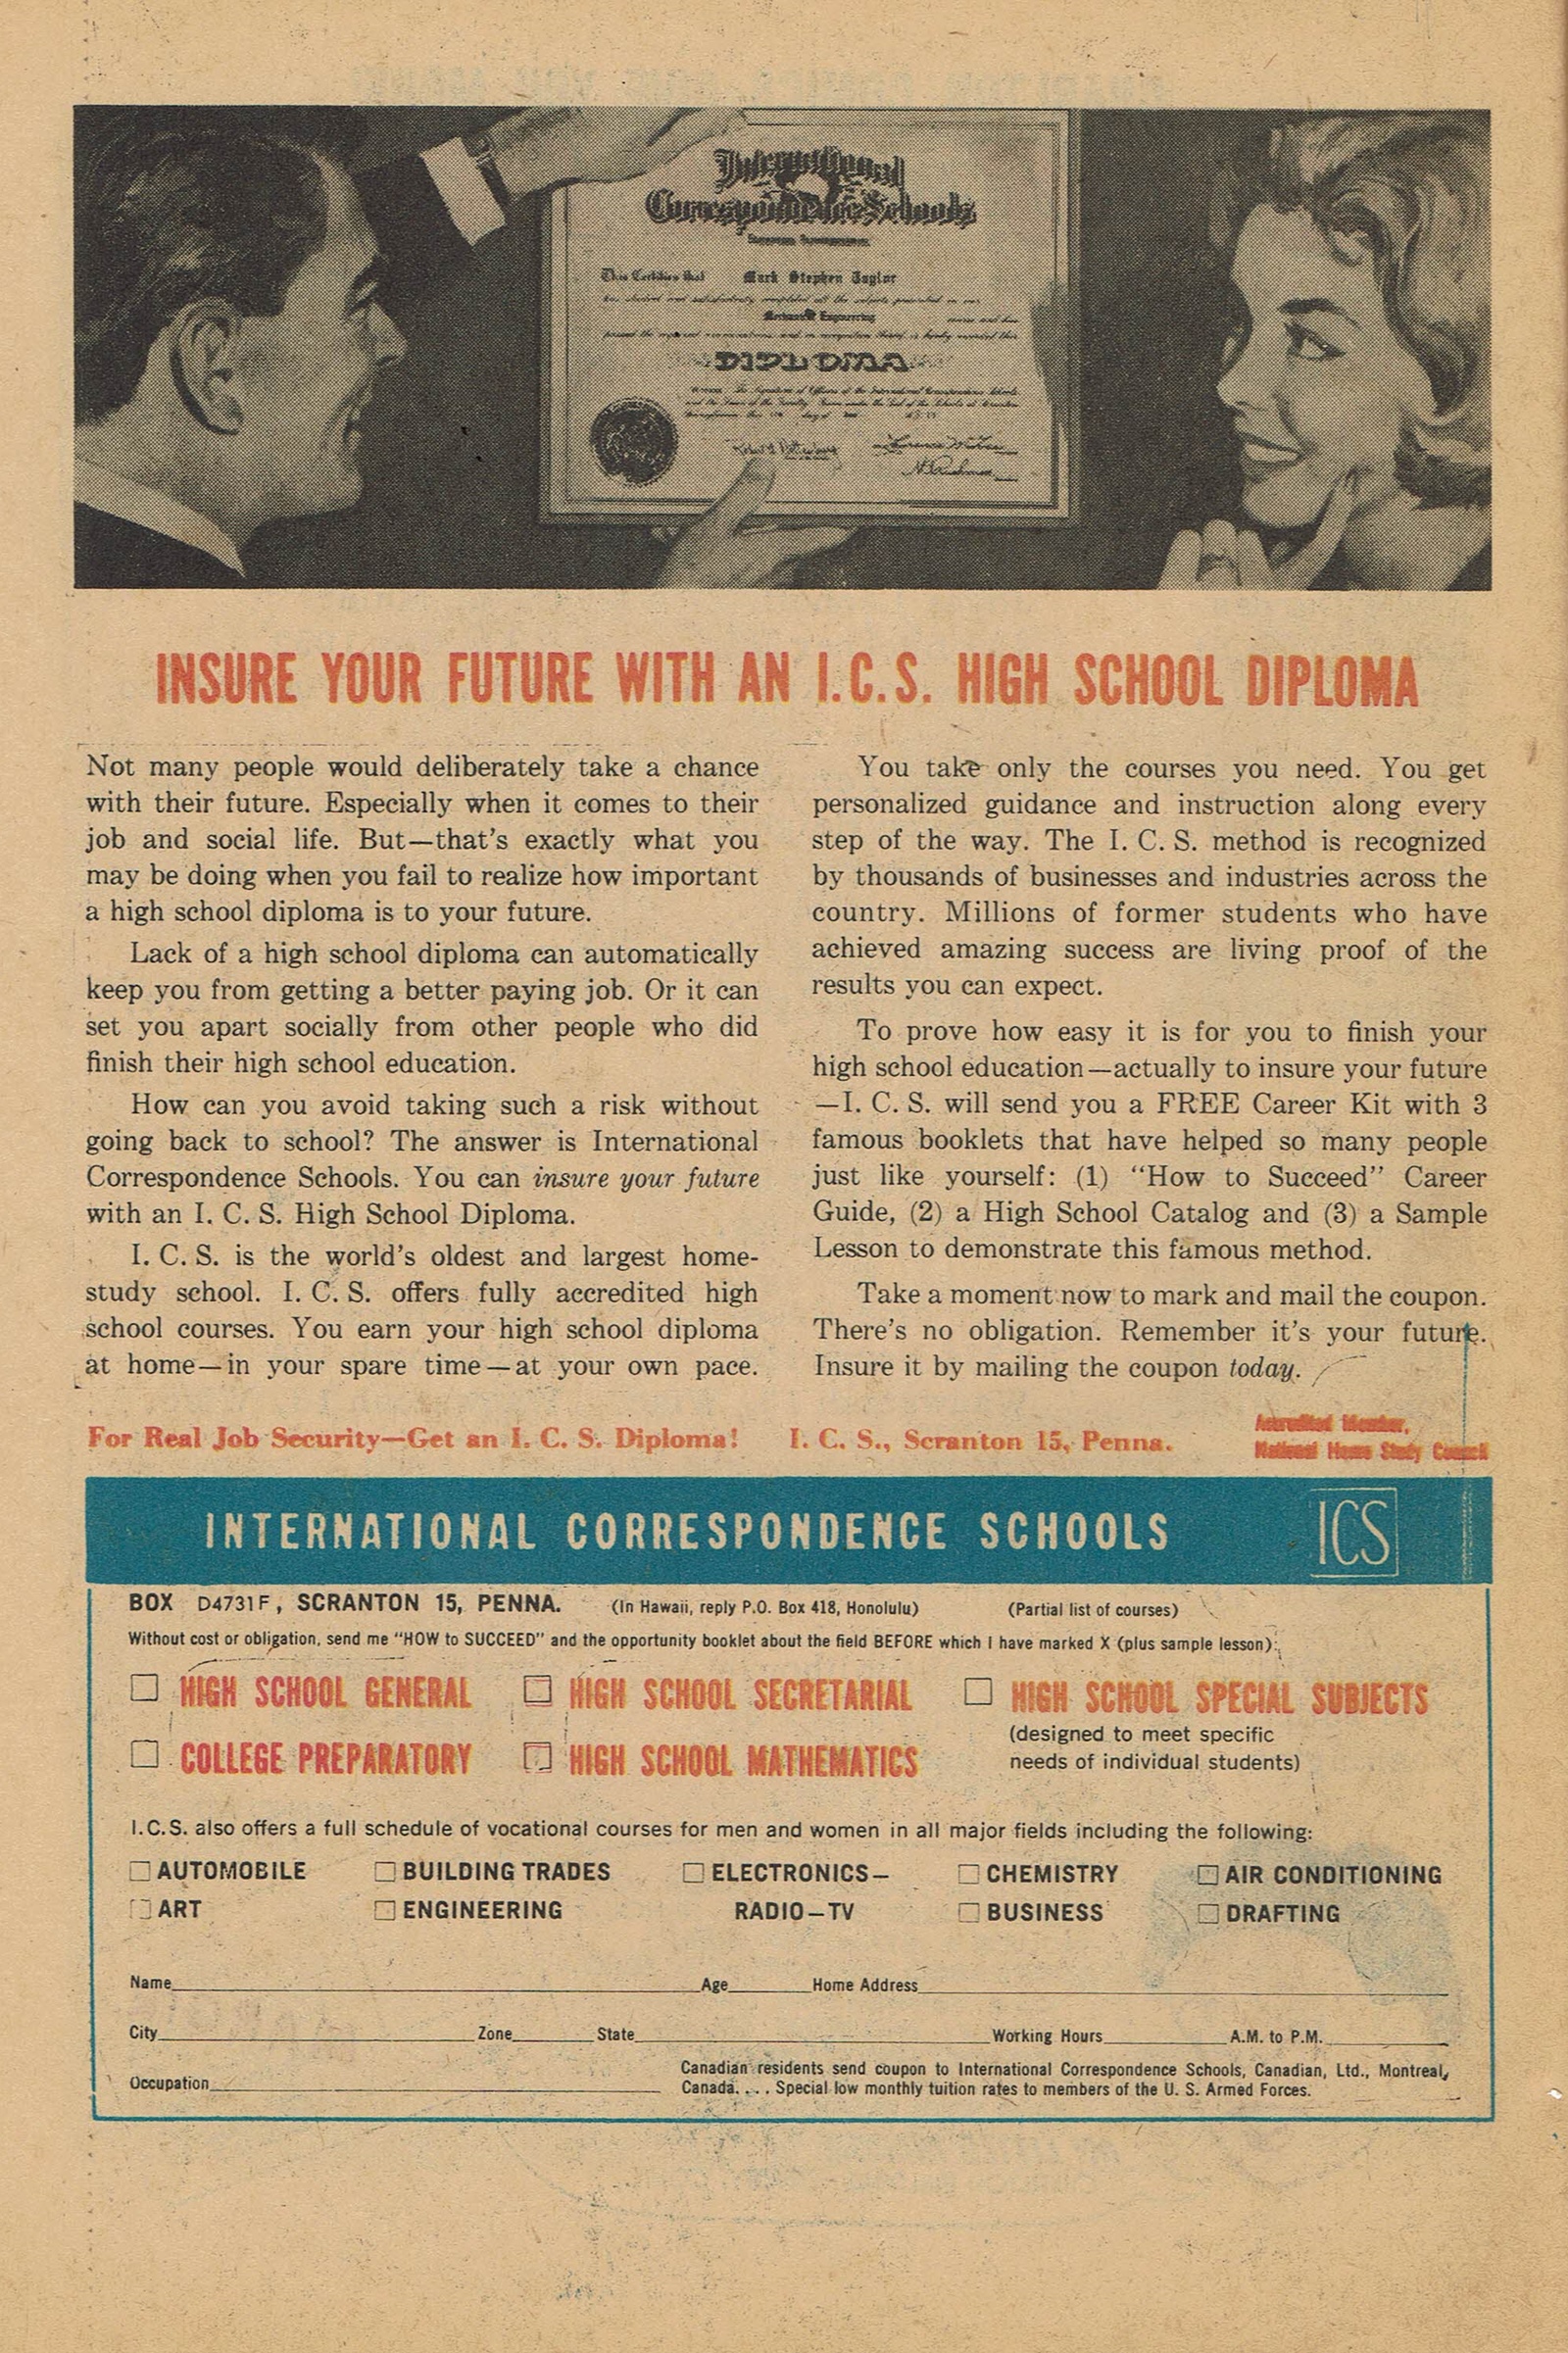 International
Correspondence Schools
This Certifies that Mark Stephen Taylor
Mechanical Engineering
DIPLOMA
INSURE YOUR FUTURE WITH AN I.C.S. HIGH SCHOOL DIPLOMA
Not many people would deliberately take a chance
with their future. Especially when it comes to their
job and social life. But—that's exactly what you
may be doing when you fail to realize how important
a high school diploma is to your future.
Lack of a high school diploma can automatically
keep you from getting a better paying job. Or it can
set you apart socially from other people who did
finish their high school education.
How can you avoid taking such a risk without
going back to school? The answer is International
Correspondence Schools. You can insure your future
with an I. C. S. High School Diploma.
I. C. S. is the world's oldest and largest home-
study school. I. C. S. offers fully accredited high
school courses. You earn your high school diploma
at home—in your spare time—at your own pace.
You take only the courses you need. You get
personalized guidance and instruction along every
step of the way. The I. C. S. method is recognized
by thousands of businesses and industries across the
country. Millions of former students who have
achieved amazing success are living proof of the
results you can expect.
To prove how easy it is for you to finish your
high school education—actually to insure your future
—I. C. S. will send you a FREE Career Kit with 3
famous booklets that have helped so many people
just like yourself: (1) "How to Succeed" Career
Guide, (2) a High School Catalog and (3) a Sample
Lesson to demonstrate this famous method.
Take a moment now to mark and mail the coupon.
There's no obligation. Remember it's your future.
Insure it by mailing the coupon today.
For Real Job Security—Get an I. C. S. Diploma! I. C. S., Scranton 15, Penna.
Accredited Member,
National Home Study Council
INTERNATIONAL CORRESPONDENCE SCHOOLS ICS
BOX D4731F, SCRANTON 15, PENNA. (In Hawaii, reply P.O. Box 418, Honolulu) (Partial list of courses)
Without cost or obligation, send me "HOW to SUCCEED" and the opportunity booklet about the field BEFORE which I have marked X (plus sample lesson):
HIGH SCHOOL GENERAL HIGH SCHOOL SECRETARIAL HIGH SCHOOL SPECIAL SUBJECTS
(designed to meet specific
COLLEGE PREPARATORY HIGH SCHOOL MATHEMATICS needs of individual students)
I.C.S. also offers a full schedule of vocational courses for men and women in all major fields including the following:
AUTOMOBILE BUILDING TRADES ELECTRONICS— CHEMISTRY AIR CONDITIONING
ART ENGINEERING RADIO—TV BUSINESS DRAFTING
Name Age Home Address
City Zone State Working Hours A.M. to P.M.
Occupation
Canadian residents send coupon to International Correspondence Schools, Canadian, Ltd., Montreal,
Canada. . . . Special low monthly tuition rates to members of the U. S. Armed Forces.